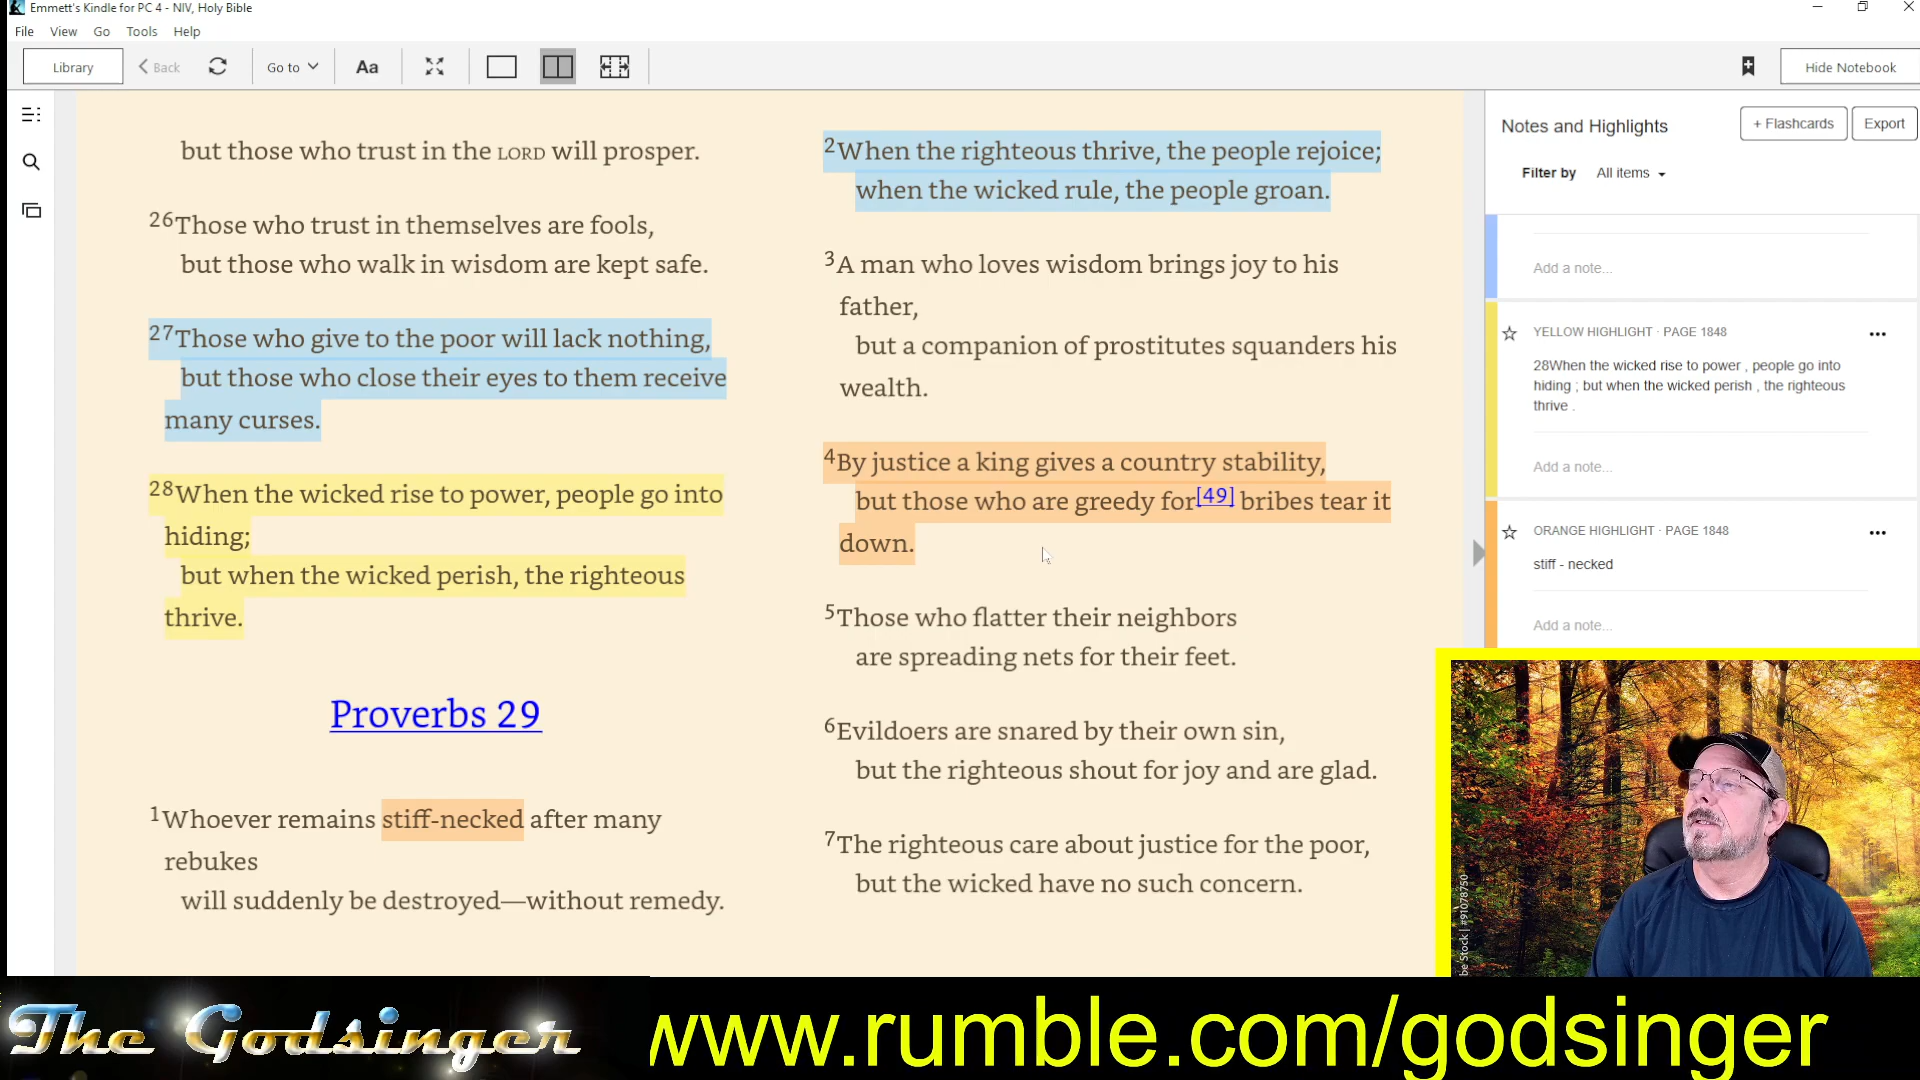 Emmett's Kindle for PC 4 - NIV, Holy Bible
File View Go Tools Help
Library Back Go to Aa Hide Notebook
but those who trust in the LORD will prosper.
26Those who trust in themselves are fools,
but those who walk in wisdom are kept safe.
27Those who give to the poor will lack nothing,
but those who close their eyes to them receive
many curses.
28When the wicked rise to power, people go into
hiding;
but when the wicked perish, the righteous
thrive.
Proverbs 29
1Whoever remains stiff-necked after many
rebukes
will suddenly be destroyed—without remedy.
2When the righteous thrive, the people rejoice;
when the wicked rule, the people groan.
3A man who loves wisdom brings joy to his
father,
but a companion of prostitutes squanders his
wealth.
4By justice a king gives a country stability,
but those who are greedy for[49] bribes tear it
down.
5Those who flatter their neighbors
are spreading nets for their feet.
6Evildoers are snared by their own sin,
but the righteous shout for joy and are glad.
7The righteous care about justice for the poor,
but the wicked have no such concern.
Notes and Highlights + Flashcards Export
Filter by All items
Add a note...
YELLOW HIGHLIGHT · PAGE 1848
28When the wicked rise to power , people go into
hiding ; but when the wicked perish , the righteous
thrive .
Add a note...
ORANGE HIGHLIGHT · PAGE 1848
stiff - necked
Add a note...
be Stock | #91078750
The Godsinger
www.rumble.com/godsinger